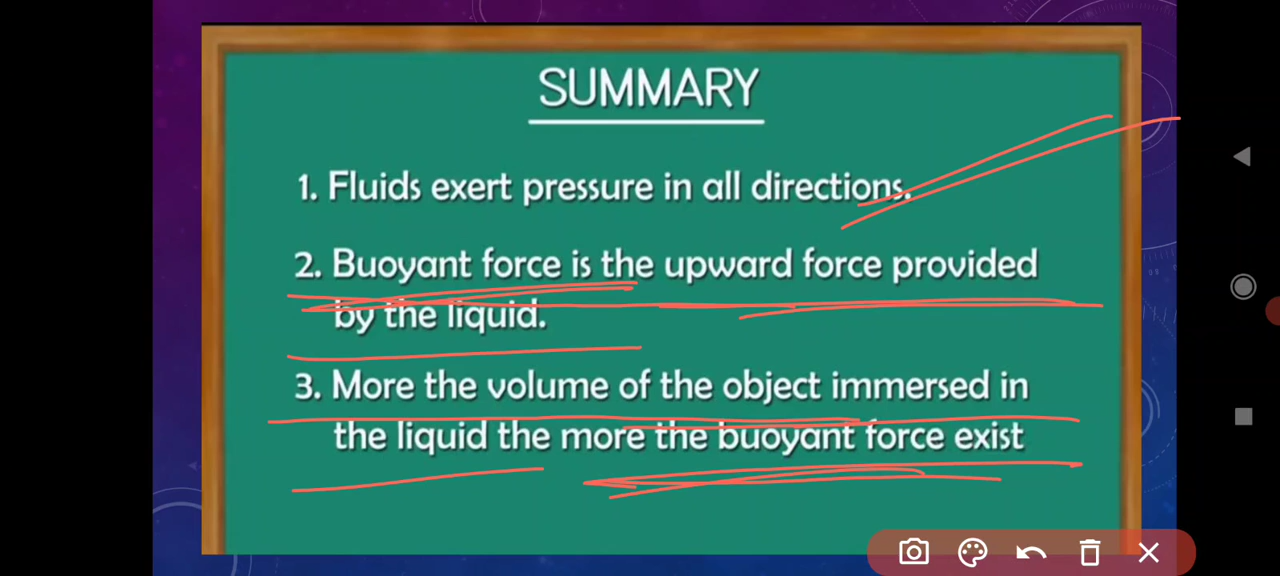 SUMMARY
1. Fluids exert pressure in all directions.
2. Buoyant force is the upward force provided
by the liquid.
3. More the volume of the object immersed in
the liquid the more the buoyant force exist